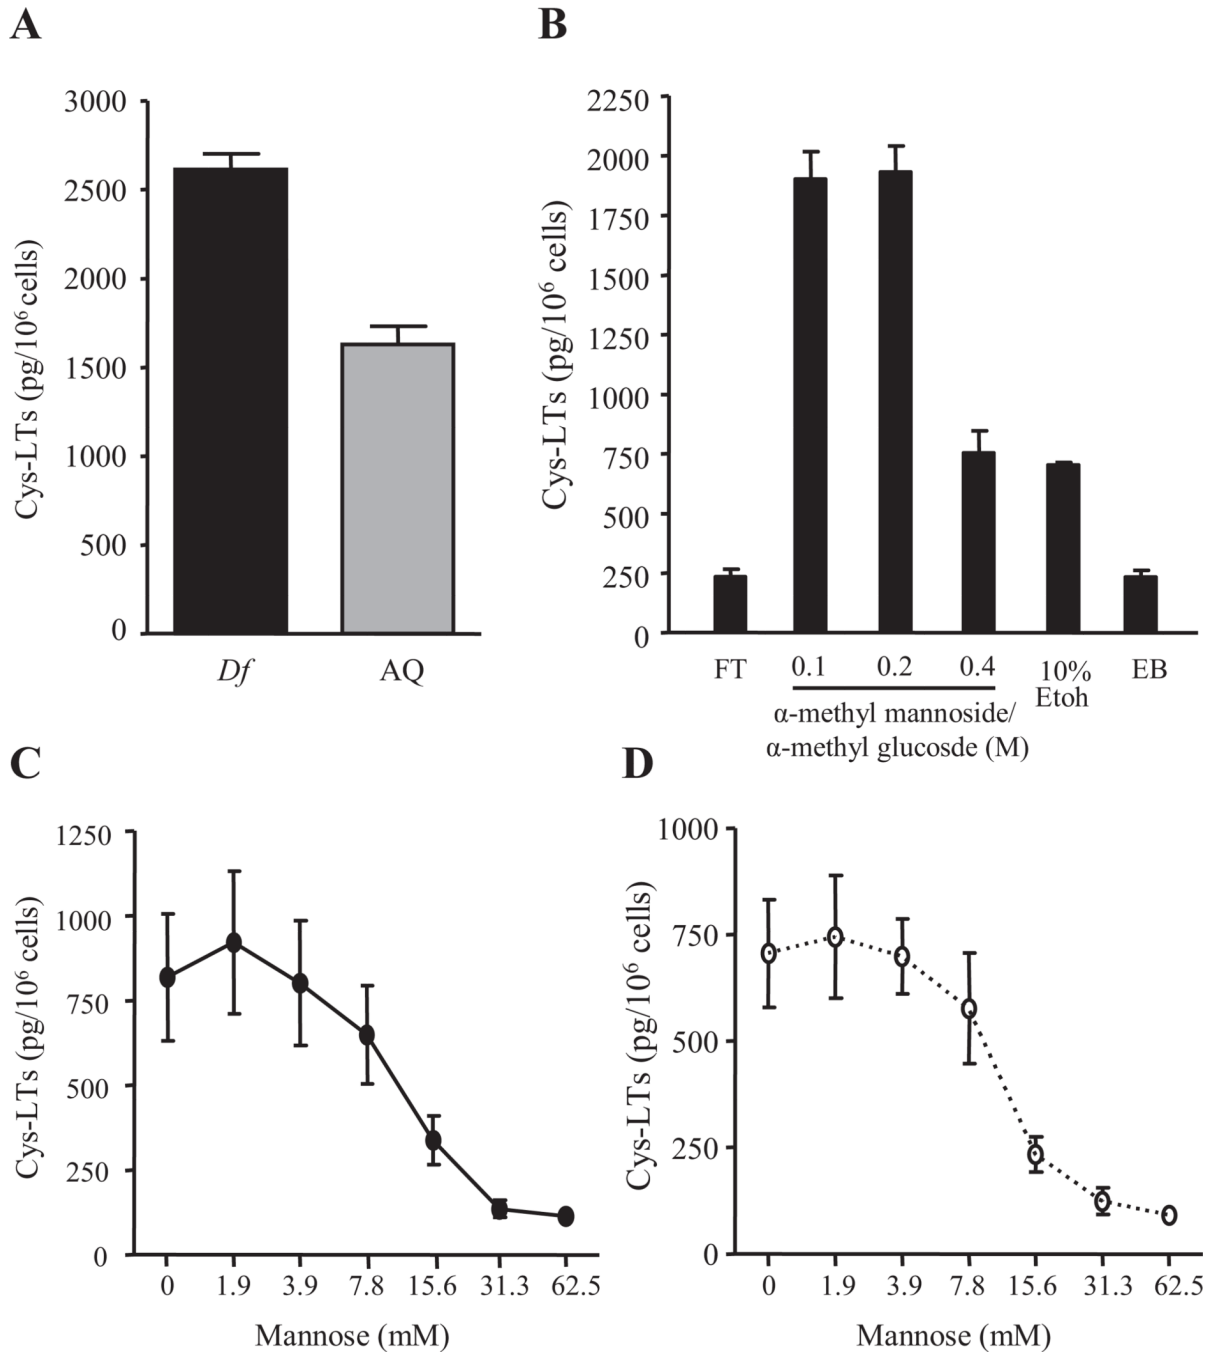 A
Cys-LTs (pg/10⁶ cells)
3000
2500
2000
1500
1000
500
0
Df AQ
B
Cys-LTs (pg/10⁶ cells)
2250
2000
1750
1500
1250
1000
750
500
250
0
FT 0.1 0.2 0.4 10% EB
Etoh
α-methyl mannoside/
α-methyl glucosde (M)
C
Cys-LTs (pg/10⁶ cells)
1250
1000
750
500
250
0
0 1.9 3.9 7.8 15.6 31.3 62.5
Mannose (mM)
D
Cys-LTs (pg/10⁶ cells)
1000
750
500
250
0
0 1.9 3.9 7.8 15.6 31.3 62.5
Mannose (mM)